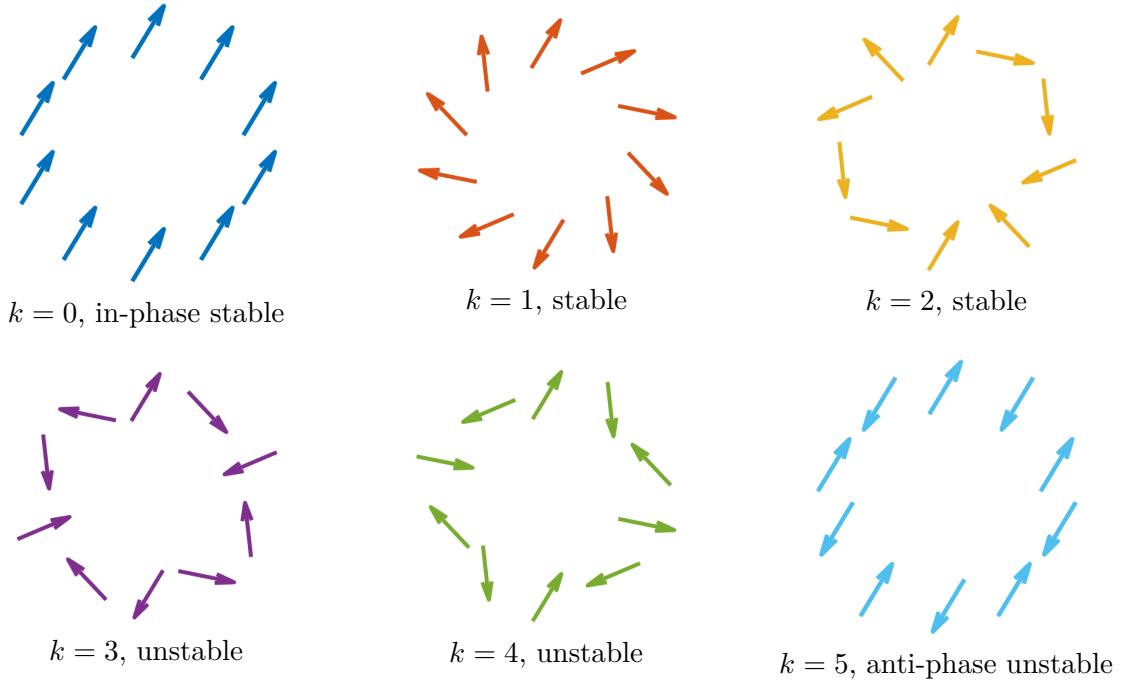 k = 0, in-phase stable
k = 1, stable
k = 2, stable
k = 3, unstable
k = 4, unstable
k = 5, anti-phase unstable